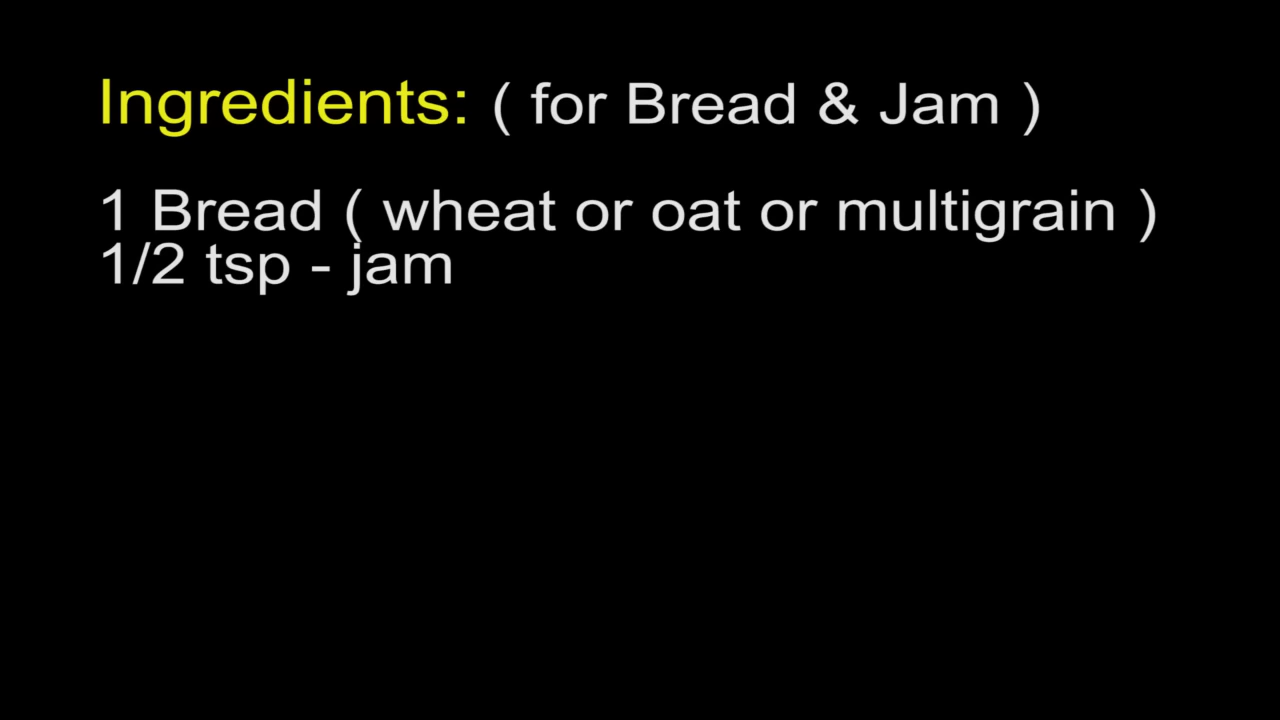 Ingredients: ( for Bread & Jam )
1 Bread ( wheat or oat or multigrain )
1/2 tsp - jam